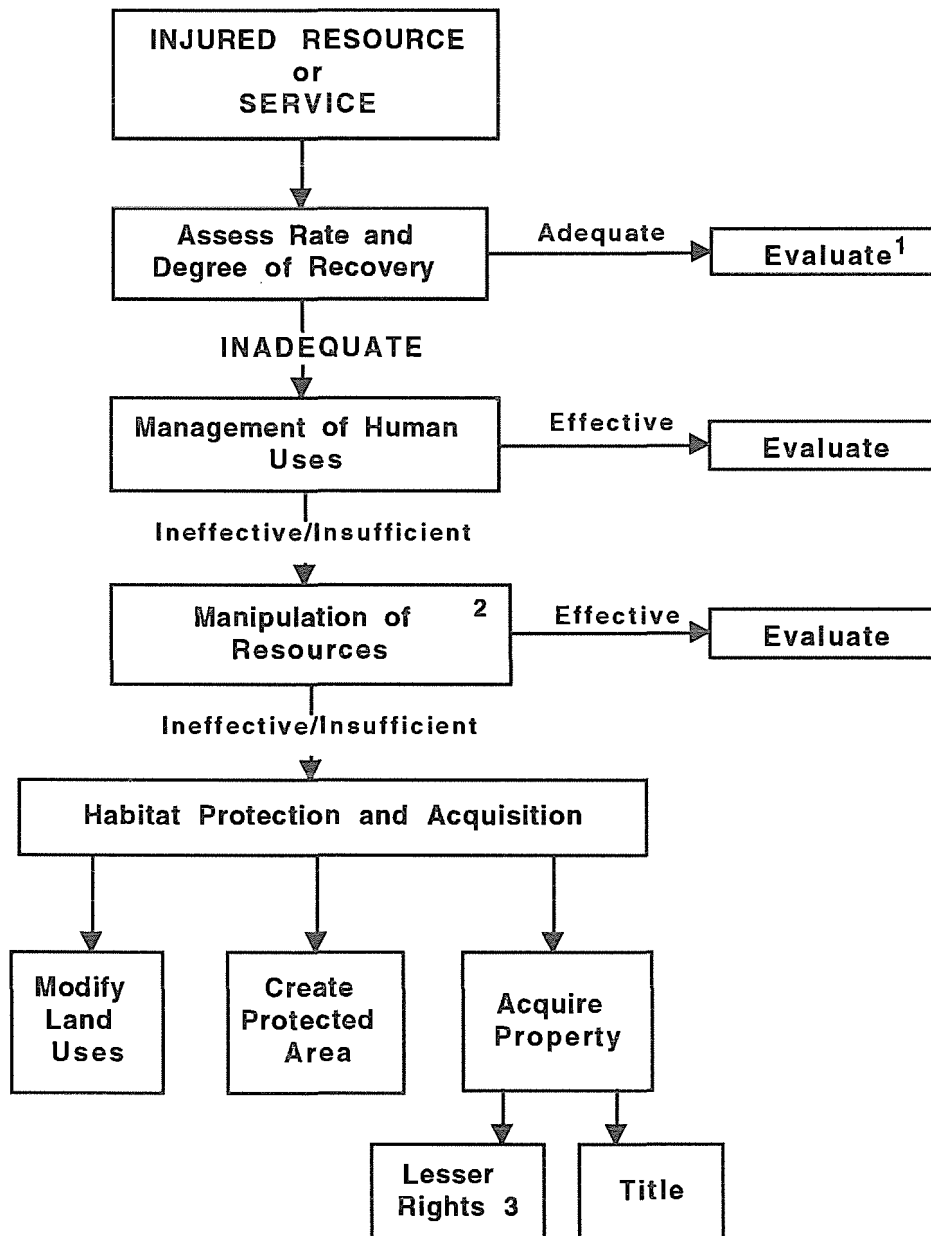 INJURED RESOURCE
or
SERVICE
Assess Rate and
Degree of Recovery
Adequate
Evaluate1
INADEQUATE
Management of Human
Uses
Effective
Evaluate
Ineffective/Insufficient
Manipulation of 2
Resources
Effective
Evaluate
Ineffective/Insufficient
Habitat Protection and Acquisition
Modify
Land
Uses
Create
Protected
Area
Acquire
Property
Lesser
Rights 3
Title